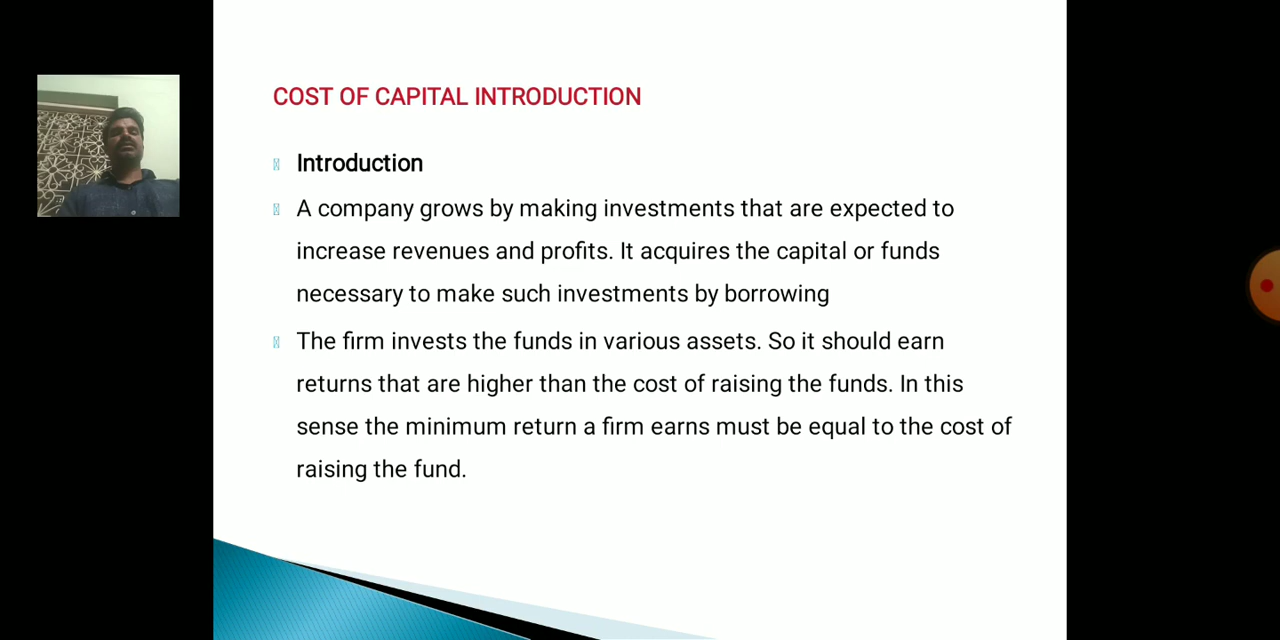 COST OF CAPITAL INTRODUCTION
Introduction
A company grows by making investments that are expected to
increase revenues and profits. It acquires the capital or funds
necessary to make such investments by borrowing
The firm invests the funds in various assets. So it should earn
returns that are higher than the cost of raising the funds. In this
sense the minimum return a firm earns must be equal to the cost of
raising the fund.